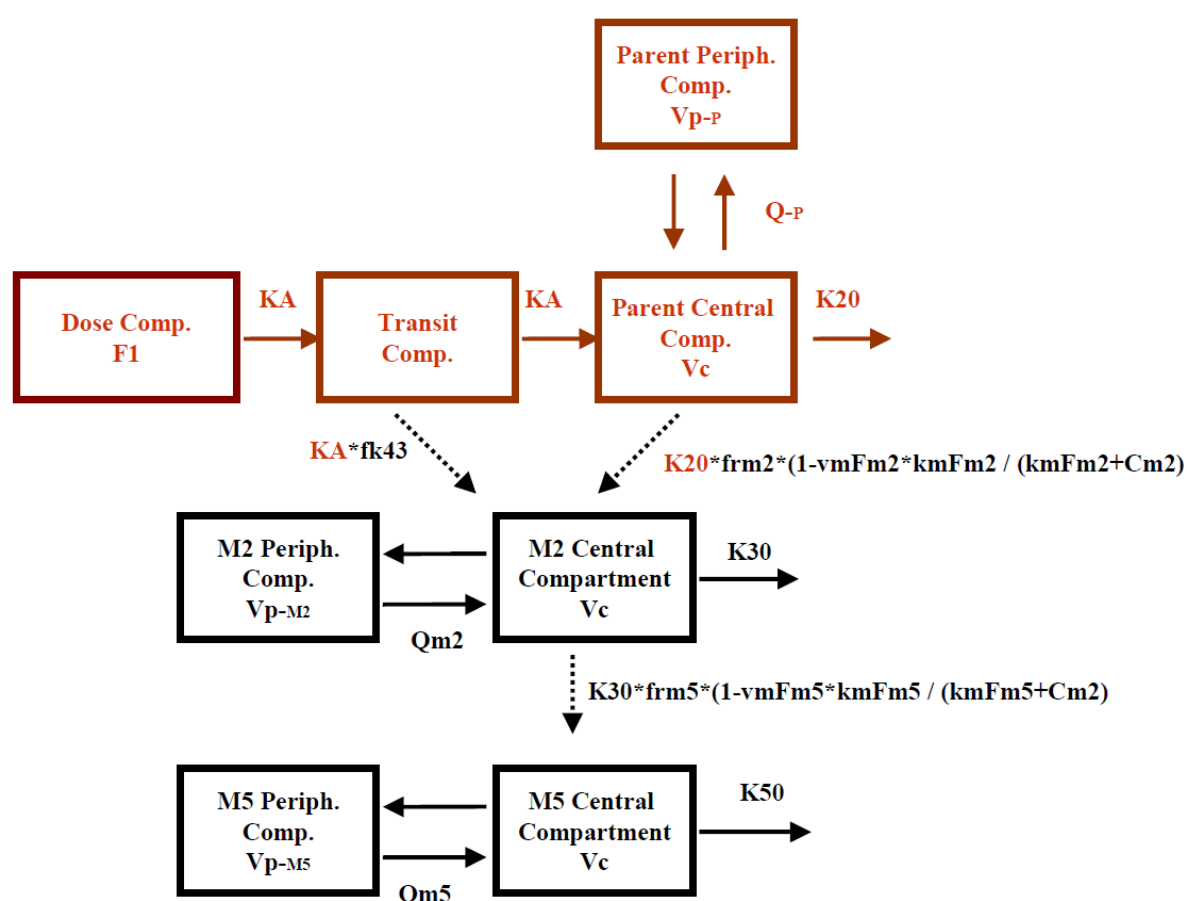 Parent Periph.
Comp.
Vp-P
Q-P
KA
KA
K20
Dose Comp.
F1
Transit
Comp.
Parent Central
Comp.
Vc
KA*fk43
K20*frm2*(1-vmFm2*kmFm2 / (kmFm2+Cm2)
M2 Periph.
Comp.
Vp-M2
M2 Central
Compartment
Vc
K30
Qm2
K30*frm5*(1-vmFm5*kmFm5 / (kmFm5+Cm2)
M5 Periph.
Comp.
Vp-M5
M5 Central
Compartment
Vc
K50
Qm5